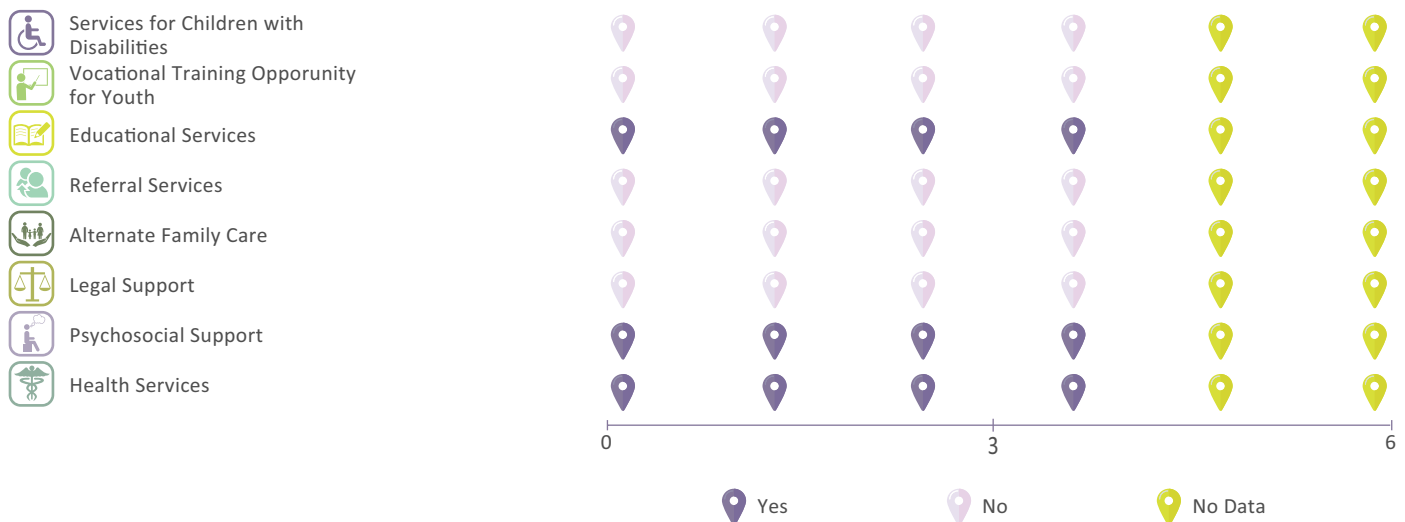 Services for Children with
Disabilities
Vocational Training Opporunity
for Youth
Educational Services
Referral Services
Alternate Family Care
Legal Support
Psychosocial Support
Health Services
0 3 6
Yes No No Data